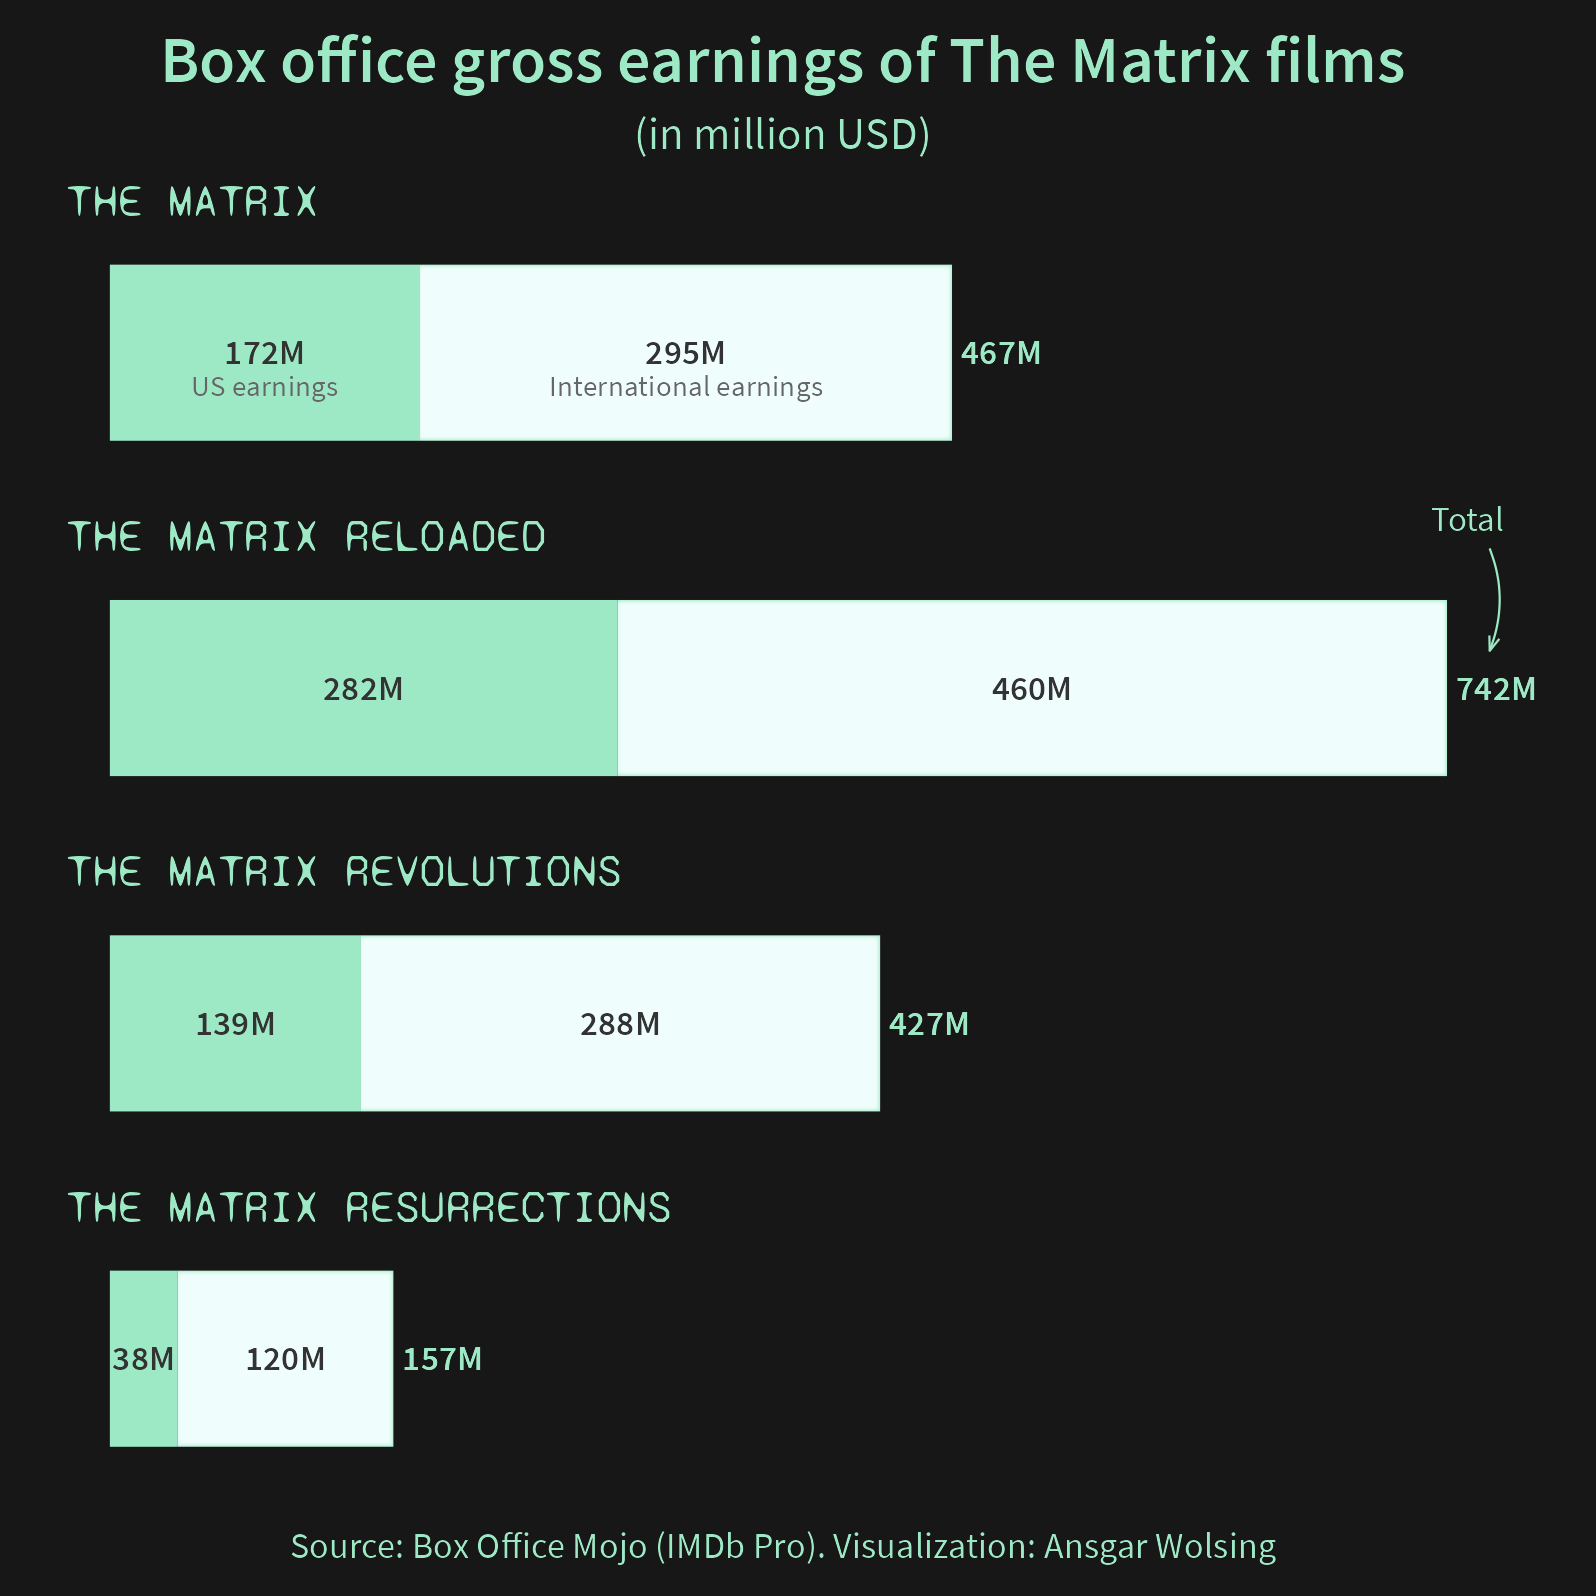 Box office gross earnings of The Matrix films
(in million USD)
THE MATRIX
172M
295M
467M
US earnings
International earnings
THE MATRIX RELOADED
Total
282M
460M
742M
THE MATRIX REVOLUTIONS
139M
288M
427M
THE MATRIX RESURRECTIONS
38M
120M
157M
Source: Box Office Mojo (IMDb Pro). Visualization: Ansgar Wolsing